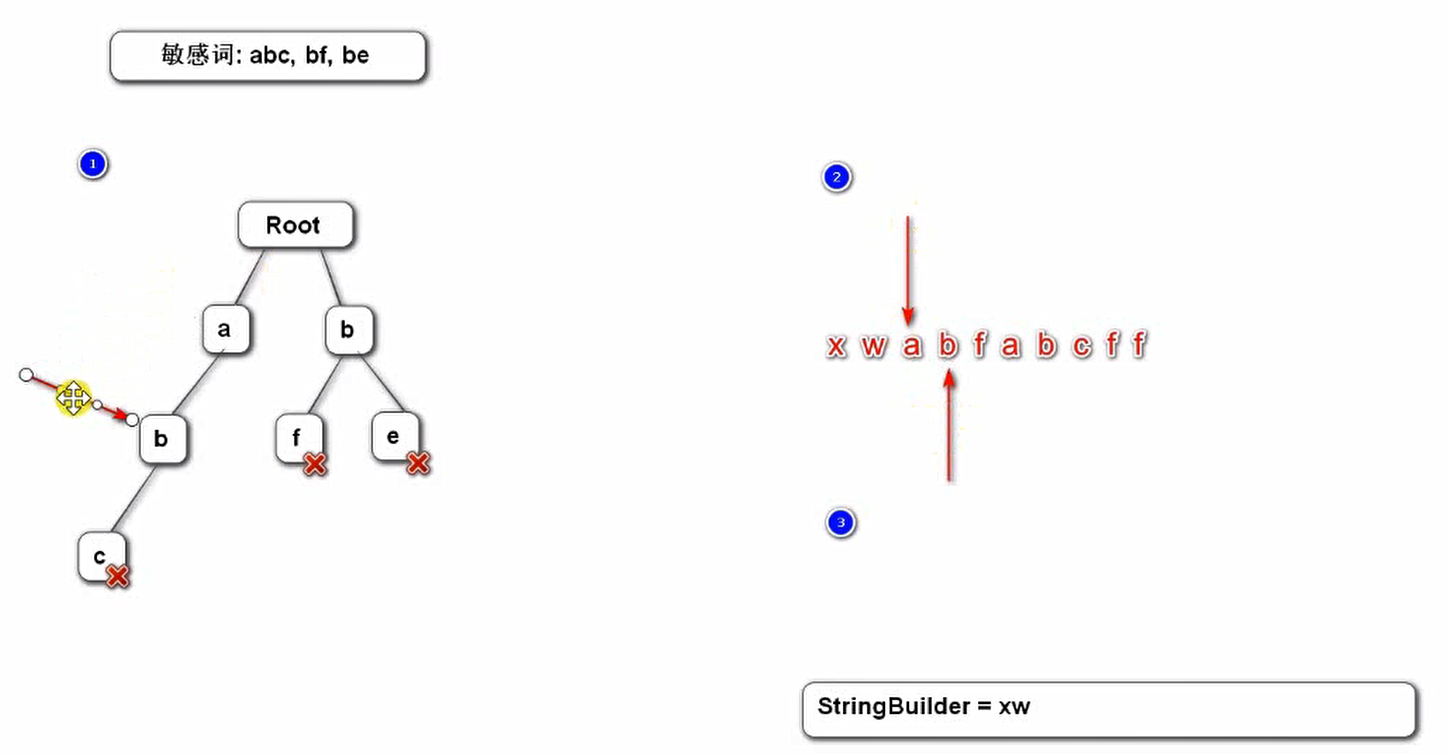 敏感词: abc, bf, be
1
2
Root
a
b
x w a b f a b c f f
b
f
e
3
c
StringBuilder = xw